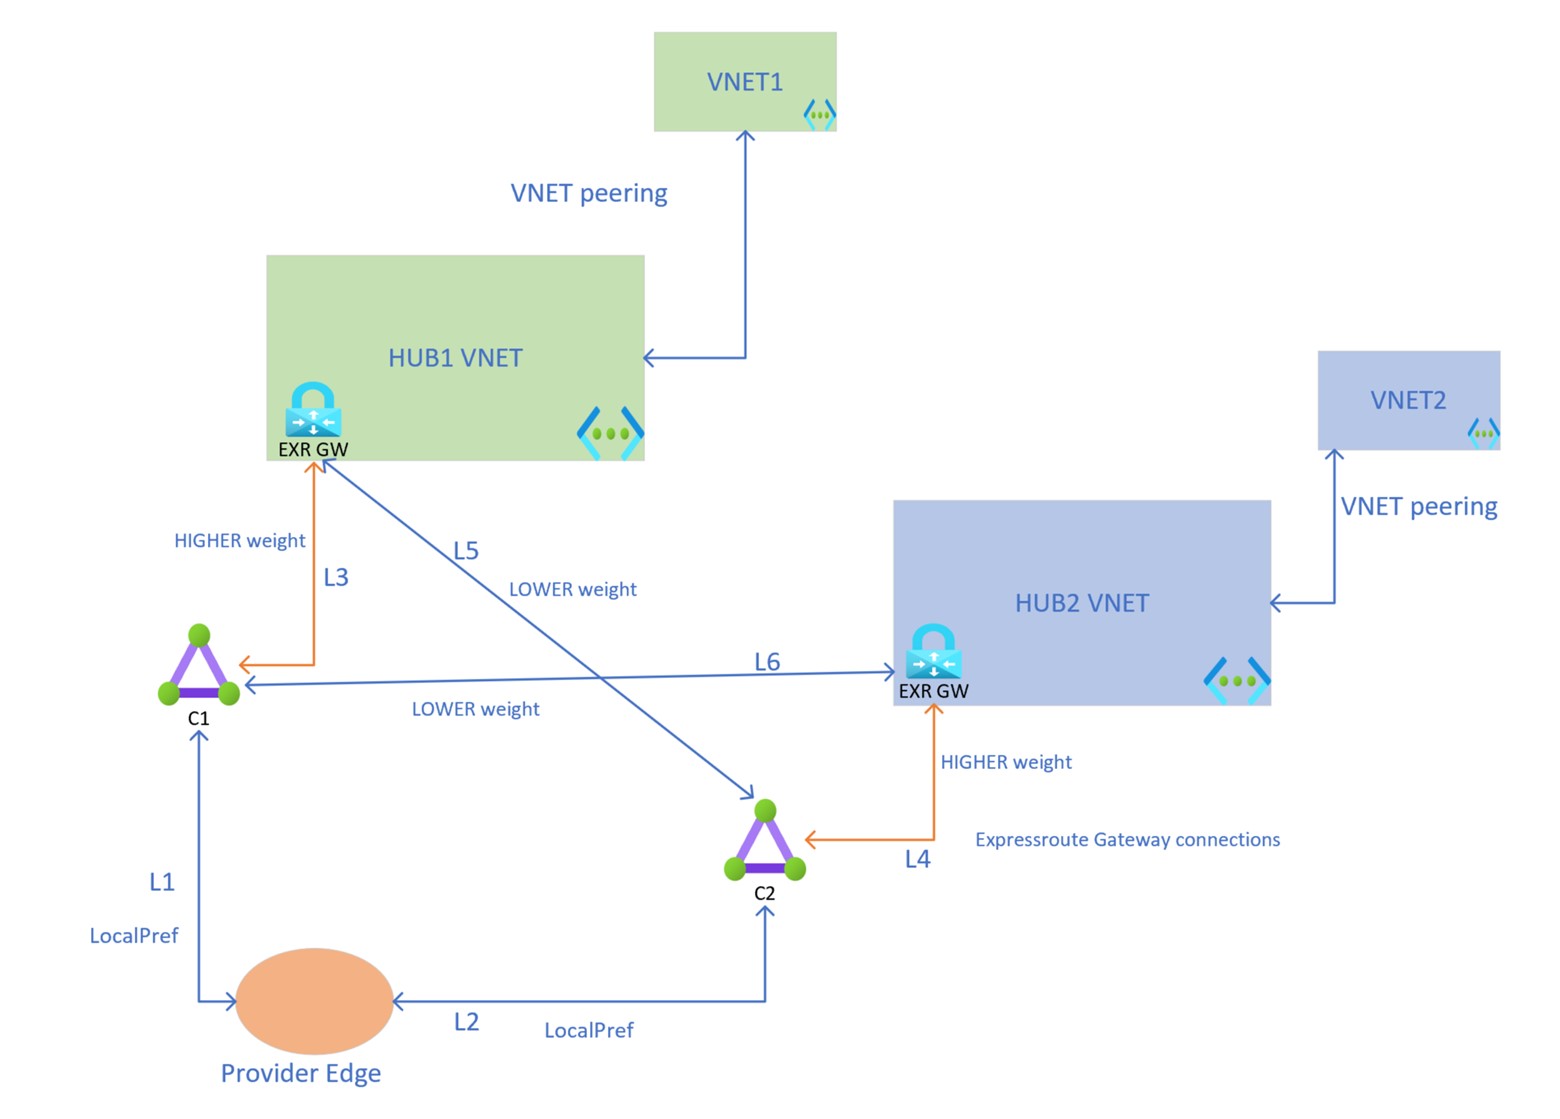 VNET1
VNET peering
HUB1 VNET
EXR GW
VNET2
VNET peering
HIGHER weight
L5
L3
LOWER weight
HUB2 VNET
L6
EXR GW
LOWER weight
C1
HIGHER weight
Expressroute Gateway connections
L4
L1
C2
LocalPref
L2
LocalPref
Provider Edge